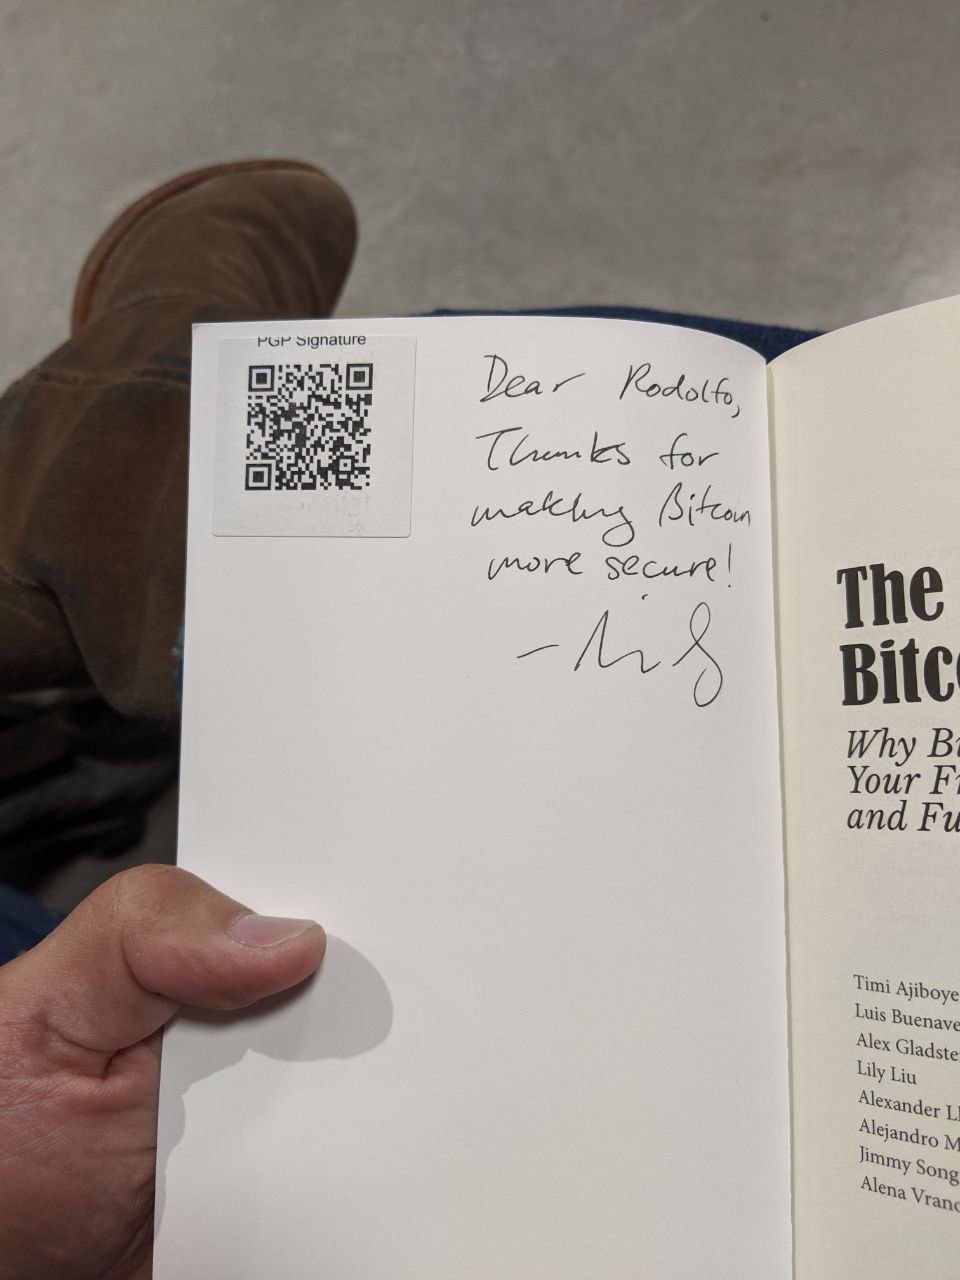 PGP Signature
Dear Rodolfo,
Thanks for
making Bitcoin
more secure!
The
Bitc
Why Bi
Your Fi
and Fu
Timi Ajiboye
Luis Buenave
Alex Gladste
Lily Liu
Alexander Ll
Alejandro M
Jimmy Song
Alena Vranc